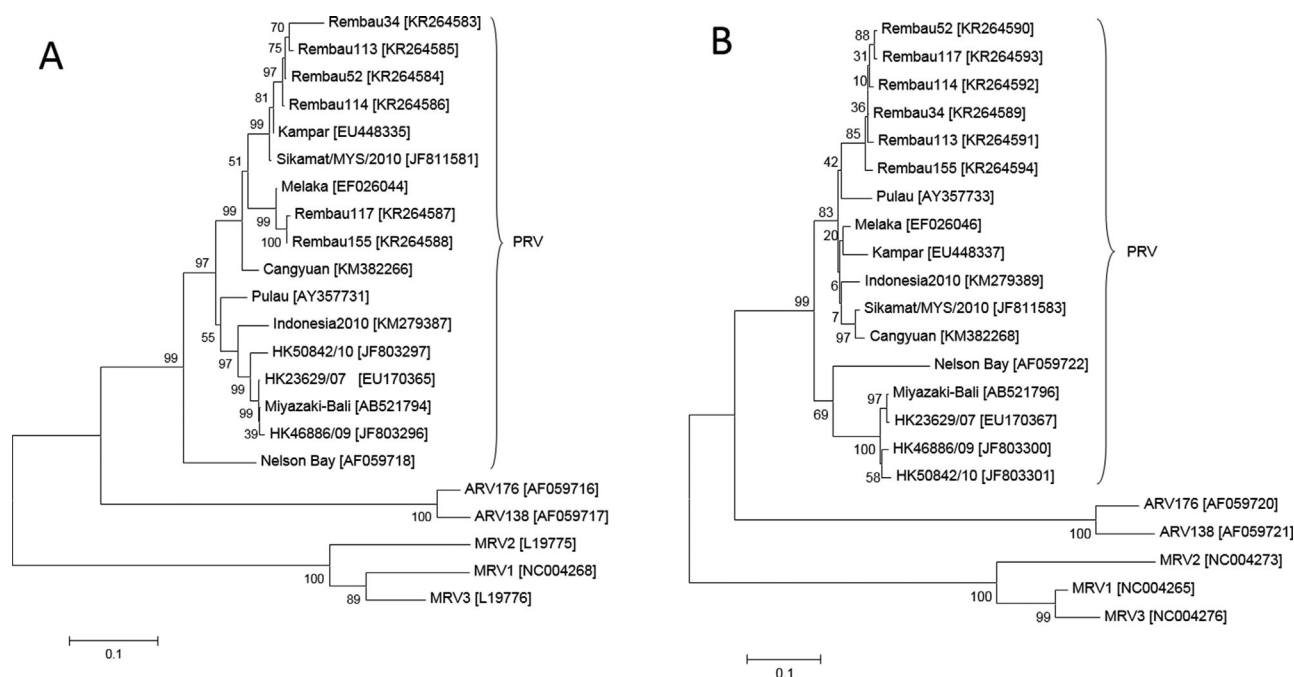 A
70
Rembau34 [KR264583]
75
Rembau113 [KR264585]
97
Rembau52 [KR264584]
81
Rembau114 [KR264586]
99
Kampar [EU448335]
51
Sikamat/MYS/2010 [JF811581]
Melaka [EF026044]
99
99
Rembau117 [KR264587]
100
Rembau155 [KR264588]
PRV
97
Cangyuan [KM382266]
Pulau [AY357731]
55
Indonesia2010 [KM279387]
99
97
HK50842/10 [JF803297]
99
HK23629/07 [EU170365]
99
Miyazaki-Bali [AB521794]
39
HK46886/09 [JF803296]
Nelson Bay [AF059718]
ARV176 [AF059716]
100
ARV138 [AF059717]
MRV2 [L19775]
100
MRV1 [NC004268]
89
MRV3 [L19776]
0.1
B
88
Rembau52 [KR264590]
31
Rembau117 [KR264593]
10
Rembau114 [KR264592]
36
Rembau34 [KR264589]
85
Rembau113 [KR264591]
42
Rembau155 [KR264594]
Pulau [AY357733]
83
Melaka [EF026046]
20
Kampar [EU448337]
PRV
6
Indonesia2010 [KM279389]
99
7
Sikamat/MYS/2010 [JF811583]
97
Cangyuan [KM382268]
Nelson Bay [AF059722]
97
Miyazaki-Bali [AB521796]
69
HK23629/07 [EU170367]
100
HK46886/09 [JF803300]
58
HK50842/10 [JF803301]
ARV176 [AF059720]
100
ARV138 [AF059721]
MRV2 [NC004273]
100
MRV1 [NC004265]
99
MRV3 [NC004276]
0.1